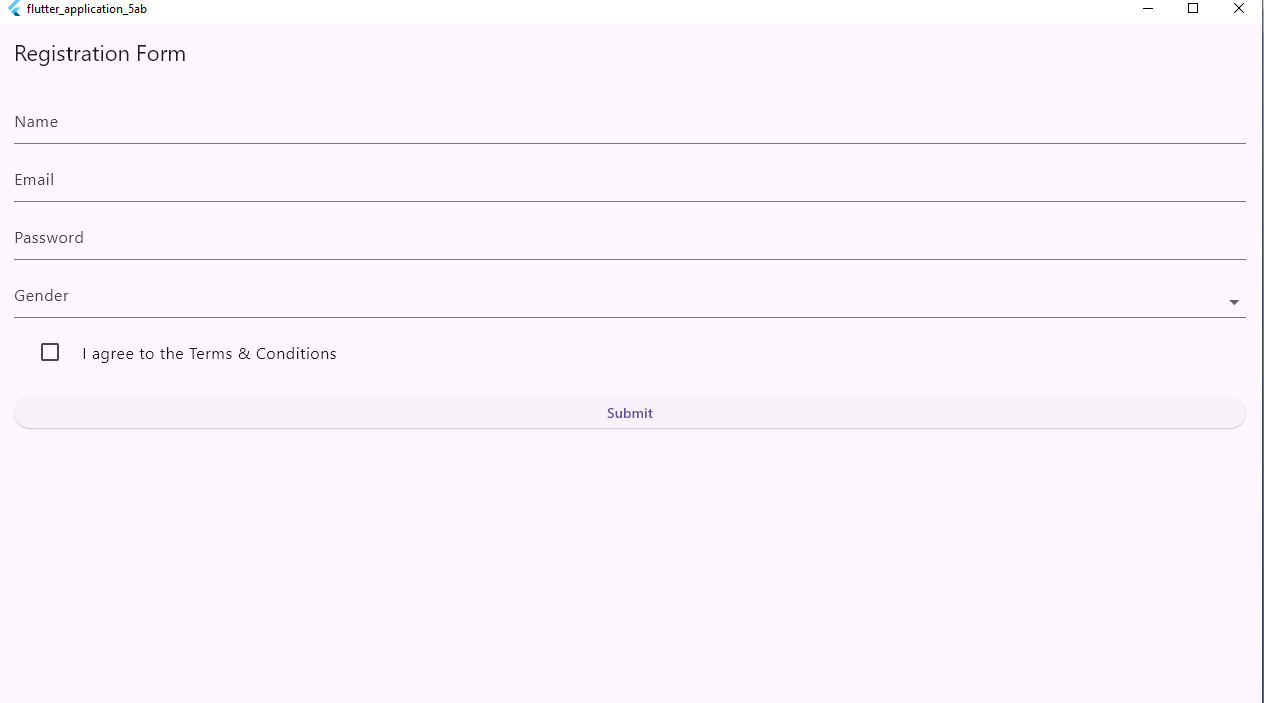 flutter_application_5ab
Registration Form
Name
Email
Password
Gender
I agree to the Terms & Conditions
Submit